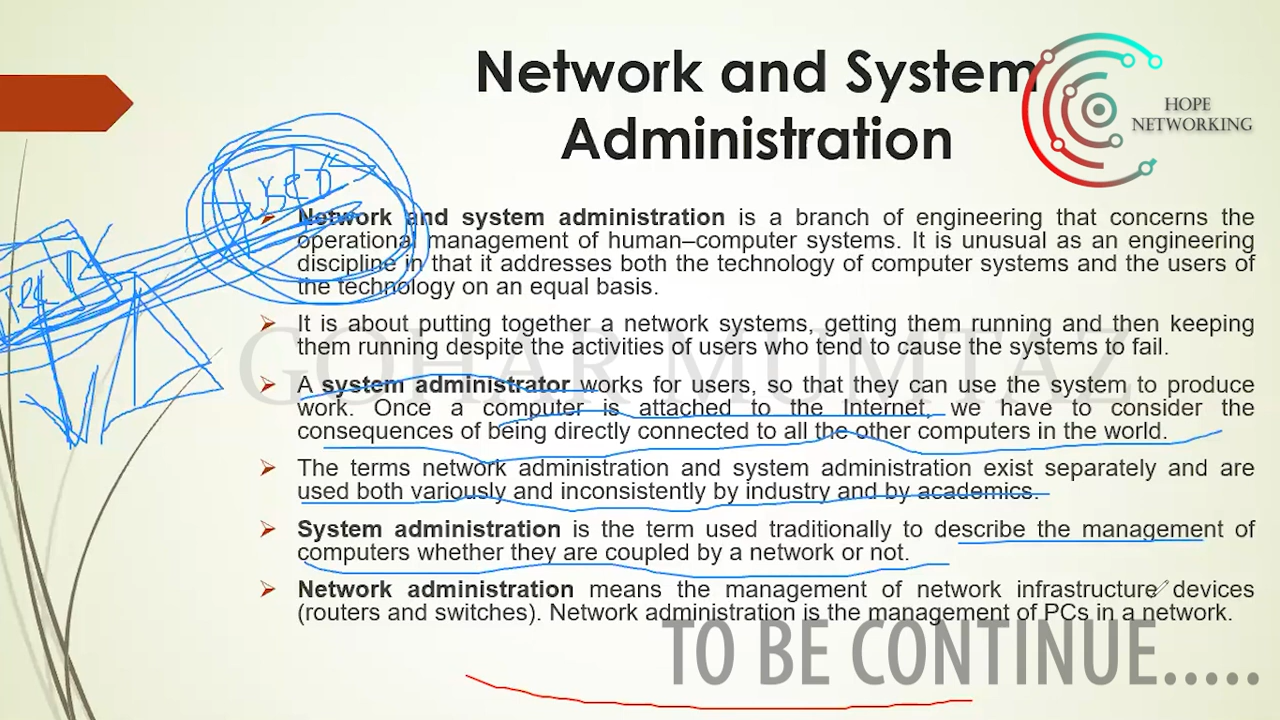 Network and System
Administration
HOPE
NETWORKING
Network and system administration is a branch of engineering that concerns the
operational management of human–computer systems. It is unusual as an engineering
discipline in that it addresses both the technology of computer systems and the users of
the technology on an equal basis.
It is about putting together a network systems, getting them running and then keeping
them running despite the activities of users who tend to cause the systems to fail.
GOHAR MUMTAZ
A system administrator works for users, so that they can use the system to produce
work. Once a computer is attached to the Internet, we have to consider the
consequences of being directly connected to all the other computers in the world.
The terms network administration and system administration exist separately and are
used both variously and inconsistently by industry and by academics.
System administration is the term used traditionally to describe the management of
computers whether they are coupled by a network or not.
Network administration means the management of network infrastructure devices
(routers and switches). Network administration is the management of PCs in a network.
TO BE CONTINUE.....